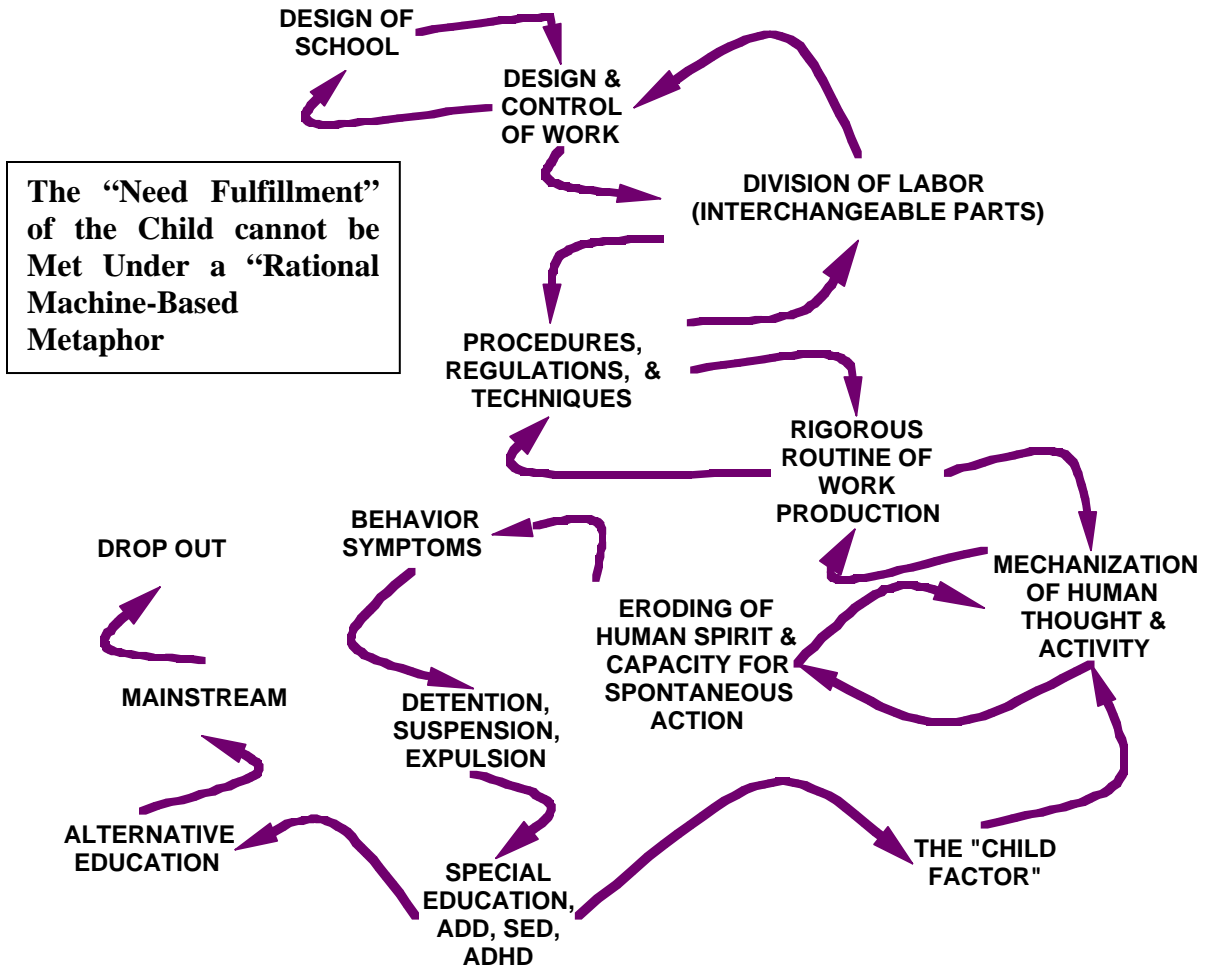 DESIGN OF
SCHOOL
DESIGN &
CONTROL
OF WORK
The “Need Fulfillment”
of the Child cannot be
Met Under a “Rational
Machine-Based
Metaphor
DIVISION OF LABOR
(INTERCHANGEABLE PARTS)
PROCEDURES,
REGULATIONS, &
TECHNIQUES
RIGOROUS
ROUTINE OF
WORK
PRODUCTION
BEHAVIOR
SYMPTOMS
DROP OUT
MECHANIZATION
OF HUMAN
THOUGHT &
ACTIVITY
ERODING OF
HUMAN SPIRIT &
CAPACITY FOR
SPONTANEOUS
ACTION
MAINSTREAM
DETENTION,
SUSPENSION,
EXPULSION
ALTERNATIVE
EDUCATION
SPECIAL
EDUCATION,
ADD, SED,
ADHD
THE "CHILD
FACTOR"